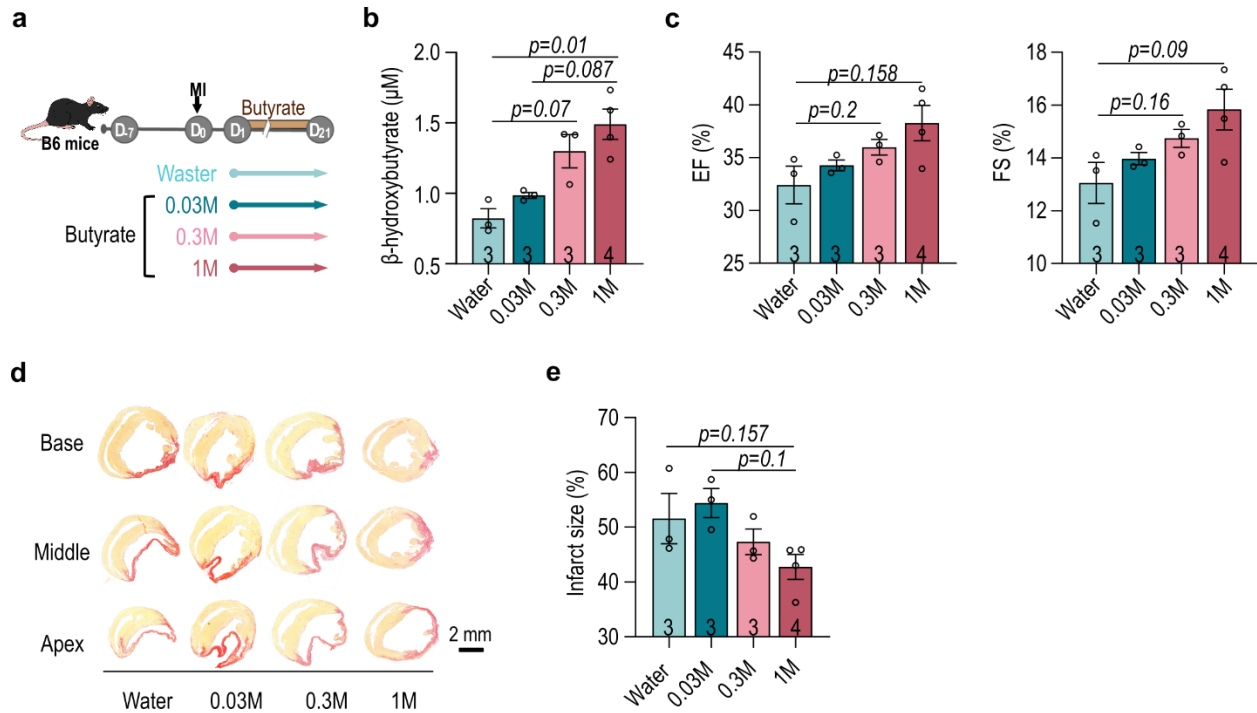 a
MI
Butyrate
D-7
D0
D1
D21
B6 mice
Waster
Butyrate
0.03M
0.3M
1M
b
β-hydroxybutyrate (μM)
2.0
1.5
1.0
0.5
p=0.01
p=0.087
p=0.07
3 3 3 4
Water 0.03M 0.3M 1M
c
EF (%)
45
40
35
30
25
p=0.158
p=0.2
3 3 3 4
Water 0.03M 0.3M 1M
FS (%)
18
16
14
12
10
p=0.09
p=0.16
3 3 3 4
Water 0.03M 0.3M 1M
d
Base
Middle
Apex
2 mm
Water 0.03M 0.3M 1M
e
Infarct size (%)
70
60
50
40
30
p=0.157
p=0.1
3 3 3 4
Water 0.03M 0.3M 1M